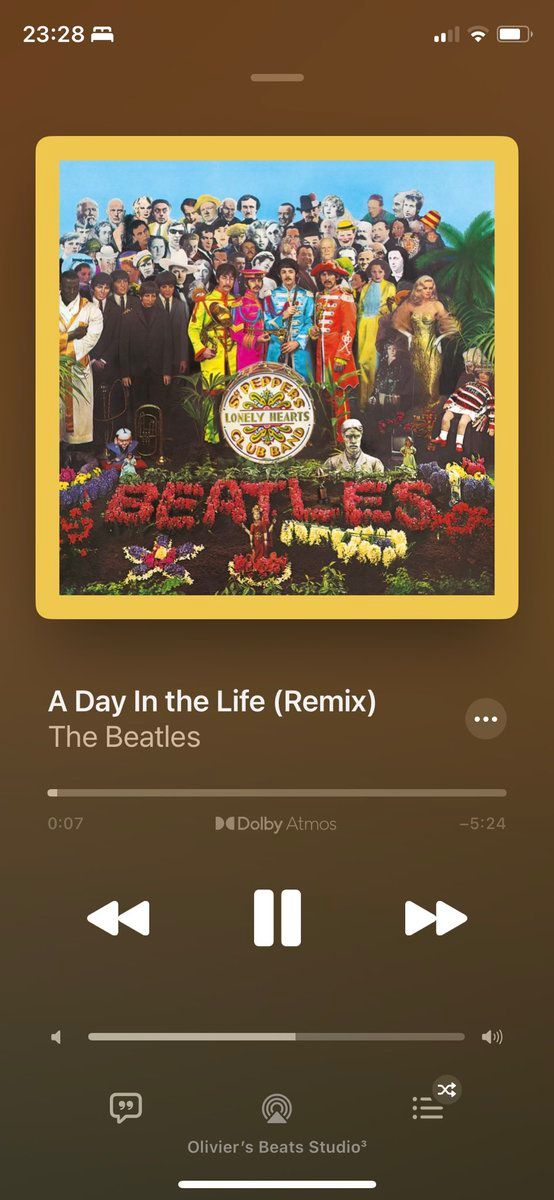 23:28
SGT. PEPPERS
LONELY HEARTS
CLUB BAND
BEATLES
A Day In the Life (Remix)
The Beatles
0:07
Dolby Atmos
–5:24
Olivier’s Beats Studio³